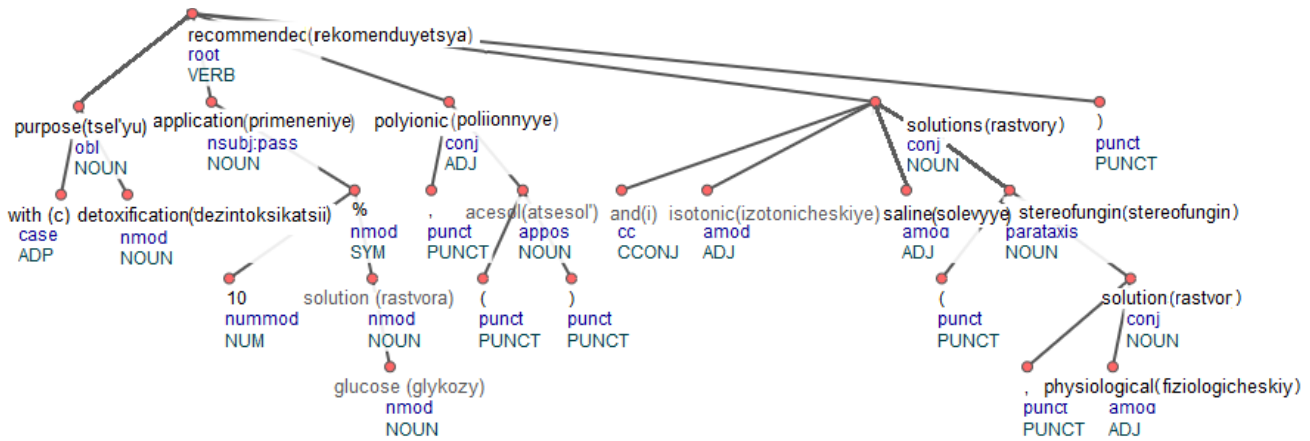 recommended(rekomenduyetsya)
root
VERB
purpose(tsel'yu) application(primeneniye) polyionic(poliionnyye) solutions(rastvory) )
obl nsubj:pass conj conj punct
NOUN NOUN ADJ NOUN PUNCT
with (c) detoxification(dezintoksikatsii) % , acesol(atsesol') and(i) isotonic(izotonicheskiye) saline(solevyye) stereofungin(stereofungin)
case nmod nmod punct appos cc amod amod parataxis
ADP NOUN SYM PUNCT NOUN CCONJ ADJ ADJ NOUN
10 solution (rastvora) ( ) ( solution(rastvor)
nummod nmod punct punct punct conj
NUM NOUN PUNCT PUNCT PUNCT NOUN
glucose (glykozy) , physiological(fiziologicheskiy)
nmod punct amod
NOUN PUNCT ADJ